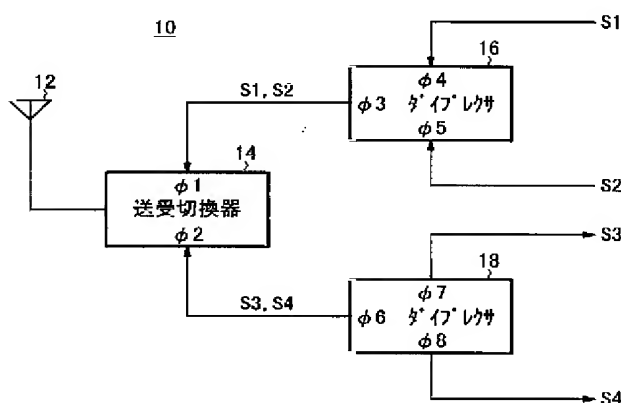 10
12
S1, S2
16
φ4
φ3 ダイプレクサ
φ5
S1
S2
14
φ1
送受切換器
φ2
S3, S4
18
φ7
φ6 ダイプレクサ
φ8
S3
S4